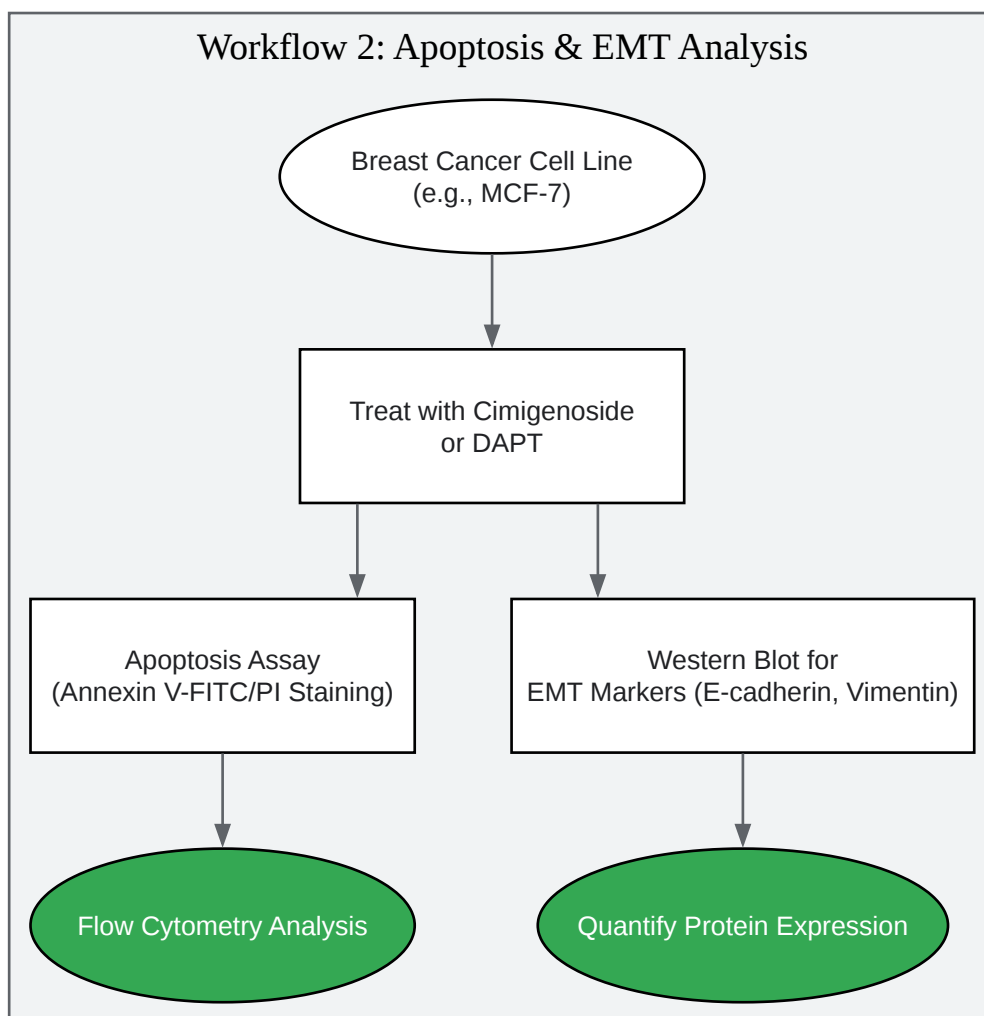 Workflow 2: Apoptosis & EMT Analysis
Breast Cancer Cell Line
(e.g., MCF-7)
Treat with Cimigenoside
or DAPT
Apoptosis Assay
(Annexin V-FITC/PI Staining)
Western Blot for
EMT Markers (E-cadherin, Vimentin)
Flow Cytometry Analysis
Quantify Protein Expression